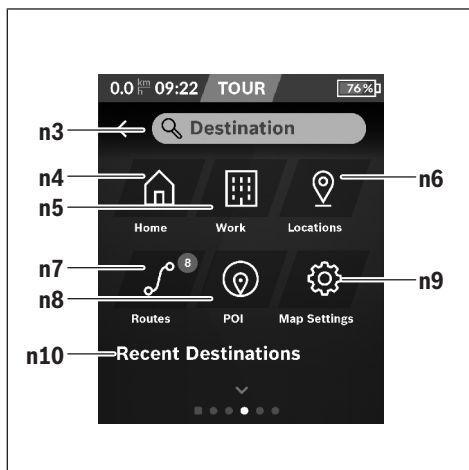 0.0 km/h 09:22 TOUR 76 %
n3 Destination
n4
n5
n6
Home Work Locations
n7 8
n8
n9
Routes POI Map Settings
n10 Recent Destinations